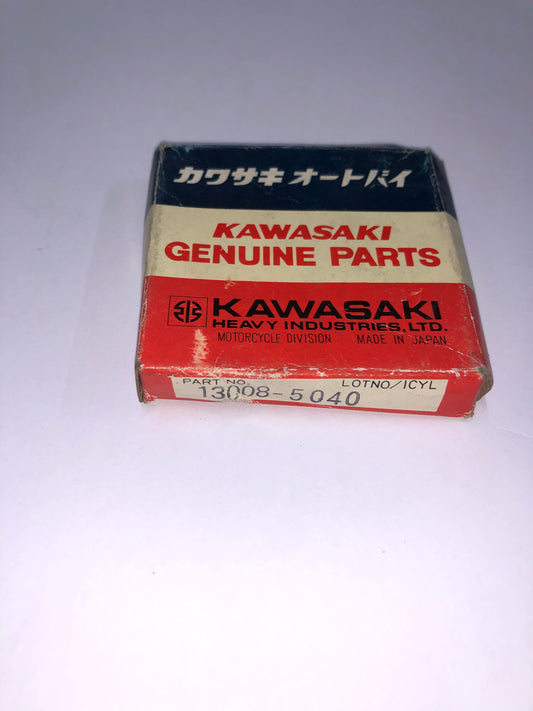 カワサキ オートバイ
KAWASAKI
GENUINE PARTS
KAWASAKI
HEAVY INDUSTRIES, LTD.
MOTORCYCLE DIVISION MADE IN JAPAN
PART NO. LOTNO/ICYL
13008-5040